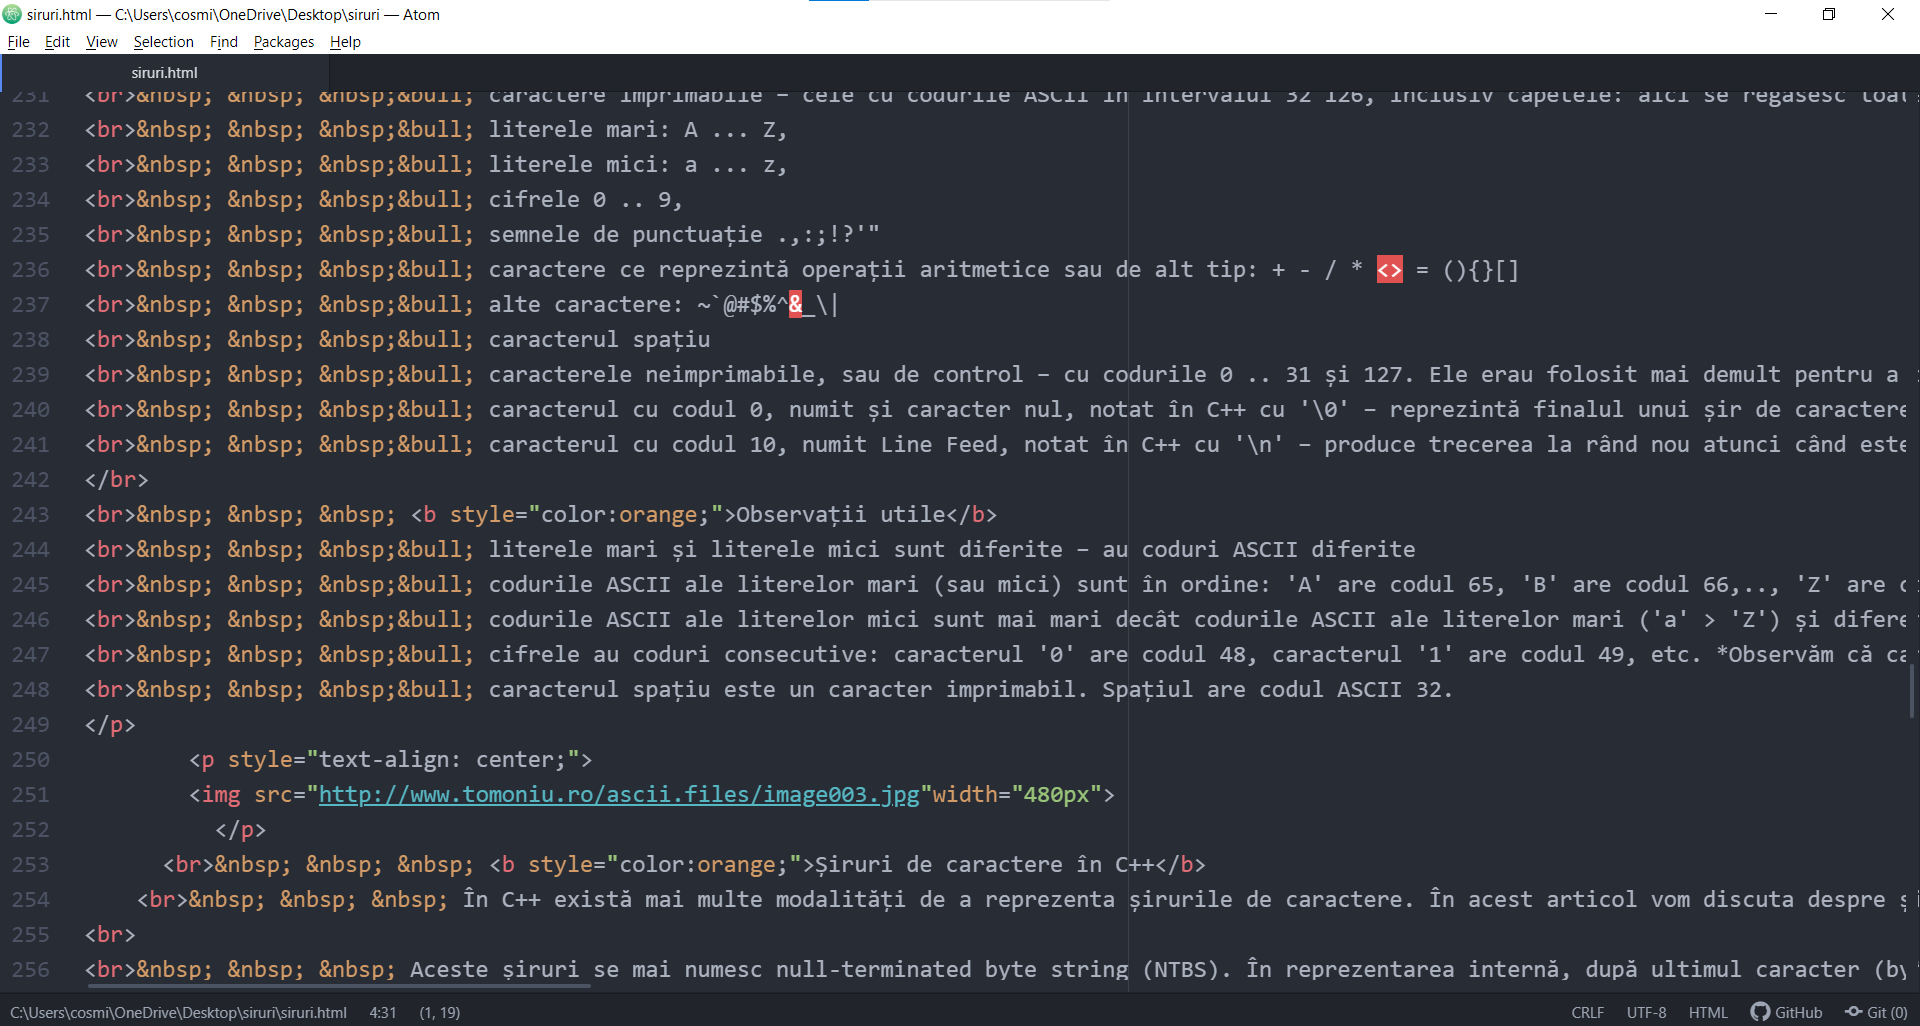 siruri.html — C:\Users\cosmi\OneDrive\Desktop\siruri — Atom
File Edit View Selection Find Packages Help
siruri.html
231 <br>&nbsp; &nbsp; &nbsp;&bull; caractere imprimabile – cele cu codurile ASCII în intervalul 32 126, inclusiv capetele: aici se regăsesc toat
232 <br>&nbsp; &nbsp; &nbsp;&bull; literele mari: A ... Z,
233 <br>&nbsp; &nbsp; &nbsp;&bull; literele mici: a ... z,
234 <br>&nbsp; &nbsp; &nbsp;&bull; cifrele 0 .. 9,
235 <br>&nbsp; &nbsp; &nbsp;&bull; semnele de punctuație .,:;!?'"
236 <br>&nbsp; &nbsp; &nbsp;&bull; caractere ce reprezintă operații aritmetice sau de alt tip: + - / * <> = (){}[]
237 <br>&nbsp; &nbsp; &nbsp;&bull; alte caractere: ~`@#$%^&_\|
238 <br>&nbsp; &nbsp; &nbsp;&bull; caracterul spațiu
239 <br>&nbsp; &nbsp; &nbsp;&bull; caracterele neimprimabile, sau de control – cu codurile 0 .. 31 și 127. Ele erau folosit mai demult pentru a
240 <br>&nbsp; &nbsp; &nbsp;&bull; caracterul cu codul 0, numit și caracter nul, notat în C++ cu '\0' – reprezintă finalul unui șir de caractere
241 <br>&nbsp; &nbsp; &nbsp;&bull; caracterul cu codul 10, numit Line Feed, notat în C++ cu '\n' – produce trecerea la rând nou atunci când este
242 </br>
243 <br>&nbsp; &nbsp; &nbsp; <b style="color:orange;">Observații utile</b>
244 <br>&nbsp; &nbsp; &nbsp;&bull; literele mari și literele mici sunt diferite – au coduri ASCII diferite
245 <br>&nbsp; &nbsp; &nbsp;&bull; codurile ASCII ale literelor mari (sau mici) sunt în ordine: 'A' are codul 65, 'B' are codul 66,.., 'Z' are c
246 <br>&nbsp; &nbsp; &nbsp;&bull; codurile ASCII ale literelor mici sunt mai mari decât codurile ASCII ale literelor mari ('a' > 'Z') și difere
247 <br>&nbsp; &nbsp; &nbsp;&bull; cifrele au coduri consecutive: caracterul '0' are codul 48, caracterul '1' are codul 49, etc. *Observăm că ca
248 <br>&nbsp; &nbsp; &nbsp;&bull; caracterul spațiu este un caracter imprimabil. Spațiul are codul ASCII 32.
249 </p>
250 <p style="text-align: center;">
251 <img src="http://www.tomoniu.ro/ascii.files/image003.jpg"width="480px">
252 </p>
253 <br>&nbsp; &nbsp; &nbsp; <b style="color:orange;">Șiruri de caractere în C++</b>
254 <br>&nbsp; &nbsp; &nbsp; În C++ există mai multe modalități de a reprezenta șirurile de caractere. În acest articol vom discuta despre și
255 <br>
256 <br>&nbsp; &nbsp; &nbsp; Aceste șiruri se mai numesc null-terminated byte string (NTBS). În reprezentarea internă, după ultimul caracter (by
C:\Users\cosmi\OneDrive\Desktop\siruri\siruri.html 4:31 (1, 19) CRLF UTF-8 HTML GitHub Git (0)